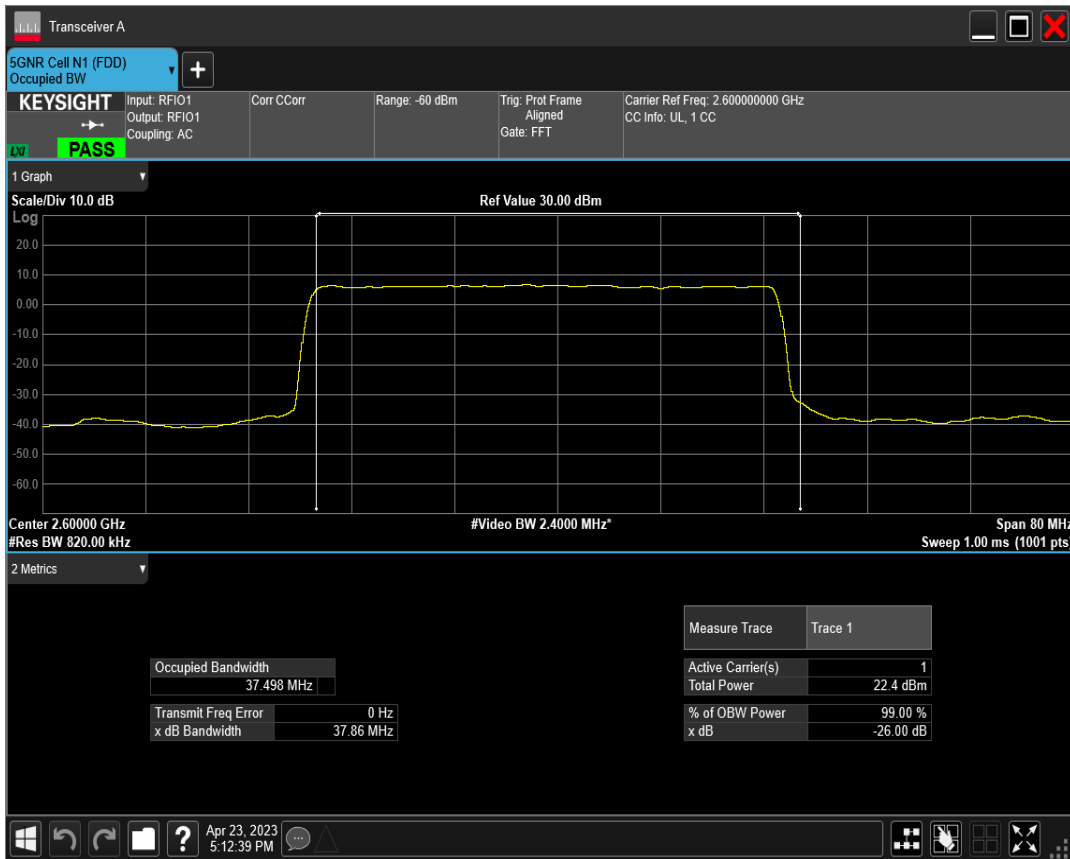 Transceiver A
5GNR Cell N1 (FDD)
Occupied BW
KEYSIGHT
LXI
PASS
Input: RFIO1
Output: RFIO1
Coupling: AC
Corr CCorr
Range: -60 dBm
Trig: Prot Frame
Aligned
Gate: FFT
Carrier Ref Freq: 2.600000000 GHz
CC Info: UL, 1 CC
1 Graph
Scale/Div 10.0 dB
Ref Value 30.00 dBm
Log
20.0
10.0
0.00
-10.0
-20.0
-30.0
-40.0
-50.0
-60.0
Center 2.60000 GHz
#Video BW 2.4000 MHz*
Span 80 MHz
#Res BW 820.00 kHz
Sweep 1.00 ms (1001 pts)
2 Metrics
Measure Trace Trace 1
Occupied Bandwidth
37.498 MHz
Active Carrier(s) 1
Total Power 22.4 dBm
Transmit Freq Error 0 Hz
x dB Bandwidth 37.86 MHz
% of OBW Power 99.00 %
x dB -26.00 dB
?
Apr 23, 2023
5:12:39 PM